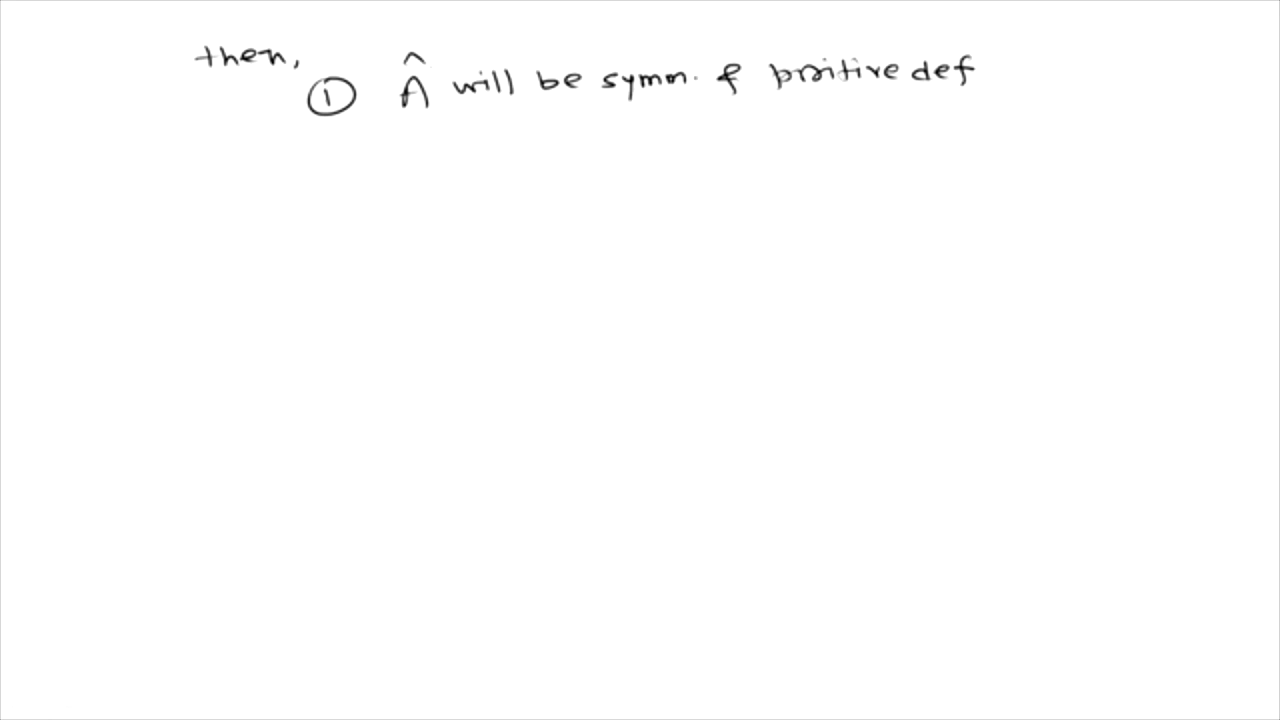 then,
① Â will be symm. & positive def